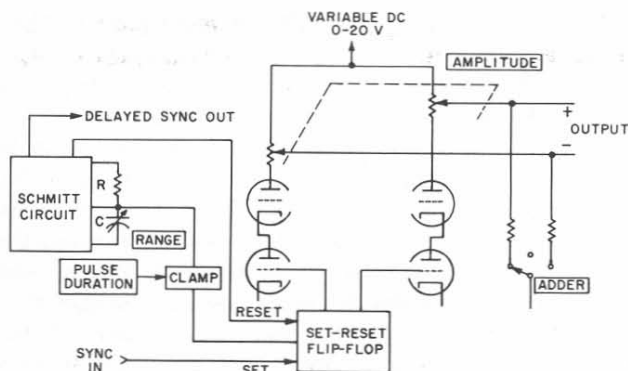 VARIABLE DC
0-20 V
AMPLITUDE
DELAYED SYNC OUT
+
OUTPUT
−
SCHMITT
CIRCUIT
R
C
RANGE
PULSE
DURATION
CLAMP
ADDER
RESET
SET-RESET
FLIP-FLOP
SYNC
IN
SET